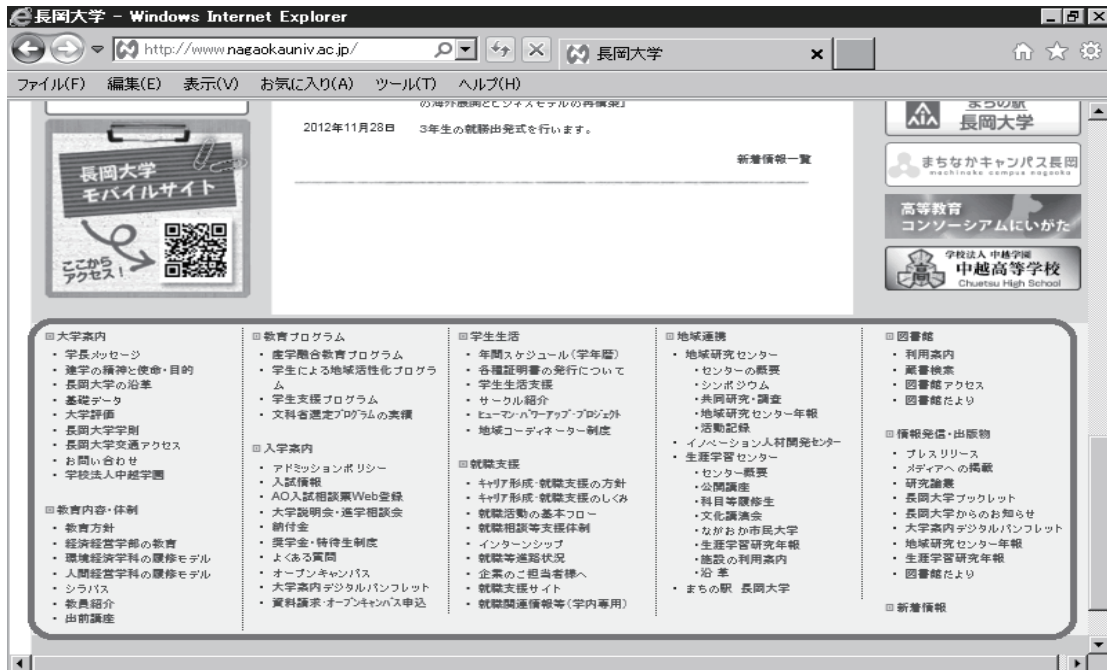 長岡大学 - Windows Internet Explorer
http://www.nagaokauniv.ac.jp/
長岡大学
ファイル(F) 編集(E) 表示(V) お気に入り(A) ツール(T) ヘルプ(H)
の海外展開とビジネスモデルの再構築」
2012年11月28日 3年生の就勝出発式を行います。
新着情報一覧
長岡大学
モバイルサイト
ここから
アクセス!
まちの駅
長岡大学
まちなかキャンパス長岡
machinaka campus nagaoka
高等教育
コンソーシアムにいがた
学校法人 中越学園
中越高等学校
Chuetsu High School
大学案内
・学長メッセージ
・建学の精神と使命・目的
・長岡大学の沿革
・基礎データ
・大学評価
・長岡大学学則
・長岡大学交通アクセス
・お問い合わせ
・学校法人中越学園
教育内容・体制
・教育方針
・経済経営学部の教育
・環境経済学科の履修モデル
・人間経営学科の履修モデル
・シラバス
・教員紹介
・出前講座
教育プログラム
・産学融合教育プログラム
・学生による地域活性化プログラ
ム
・学生支援プログラム
・文科省選定プログラムの実績
入学案内
・アドミッションポリシー
・入試情報
・AO入試相談票Web登録
・大学説明会・進学相談会
・納付金
・奨学金・特待生制度
・よくある質問
・オープンキャンパス
・大学案内デジタルパンフレット
・資料請求・オープンキャンパス申込
学生生活
・年間スケジュール(学年暦)
・各種証明書の発行について
・学生生活支援
・サークル紹介
・ヒューマン・パワーアップ・プロジェクト
・地域コーディネーター制度
就職支援
・キャリア形成・就職支援の方針
・キャリア形成・就職支援のしくみ
・就職活動の基本フロー
・就職相談等支援体制
・インターンシップ
・就職等進路状況
・企業のご担当者様へ
・就職支援サイト
・就職関連情報等(学内専用)
地域連携
・地域研究センター
・センターの概要
・シンポジウム
・共同研究・調査
・地域研究センター年報
・活動記録
・イノベーション人材開発センター
・生涯学習センター
・センター概要
・公開講座
・科目等履修生
・文化講演会
・ながおか市民大学
・生涯学習研究年報
・施設の利用案内
・沿革
・まちの駅 長岡大学
図書館
・利用案内
・蔵書検索
・図書館アクセス
・図書館だより
情報発信・出版物
・プレスリリース
・メディアへの掲載
・研究論叢
・長岡大学ブックレット
・長岡大学からのお知らせ
・大学案内デジタルパンフレット
・地域研究センター年報
・生涯学習研究年報
・図書館だより
新着情報